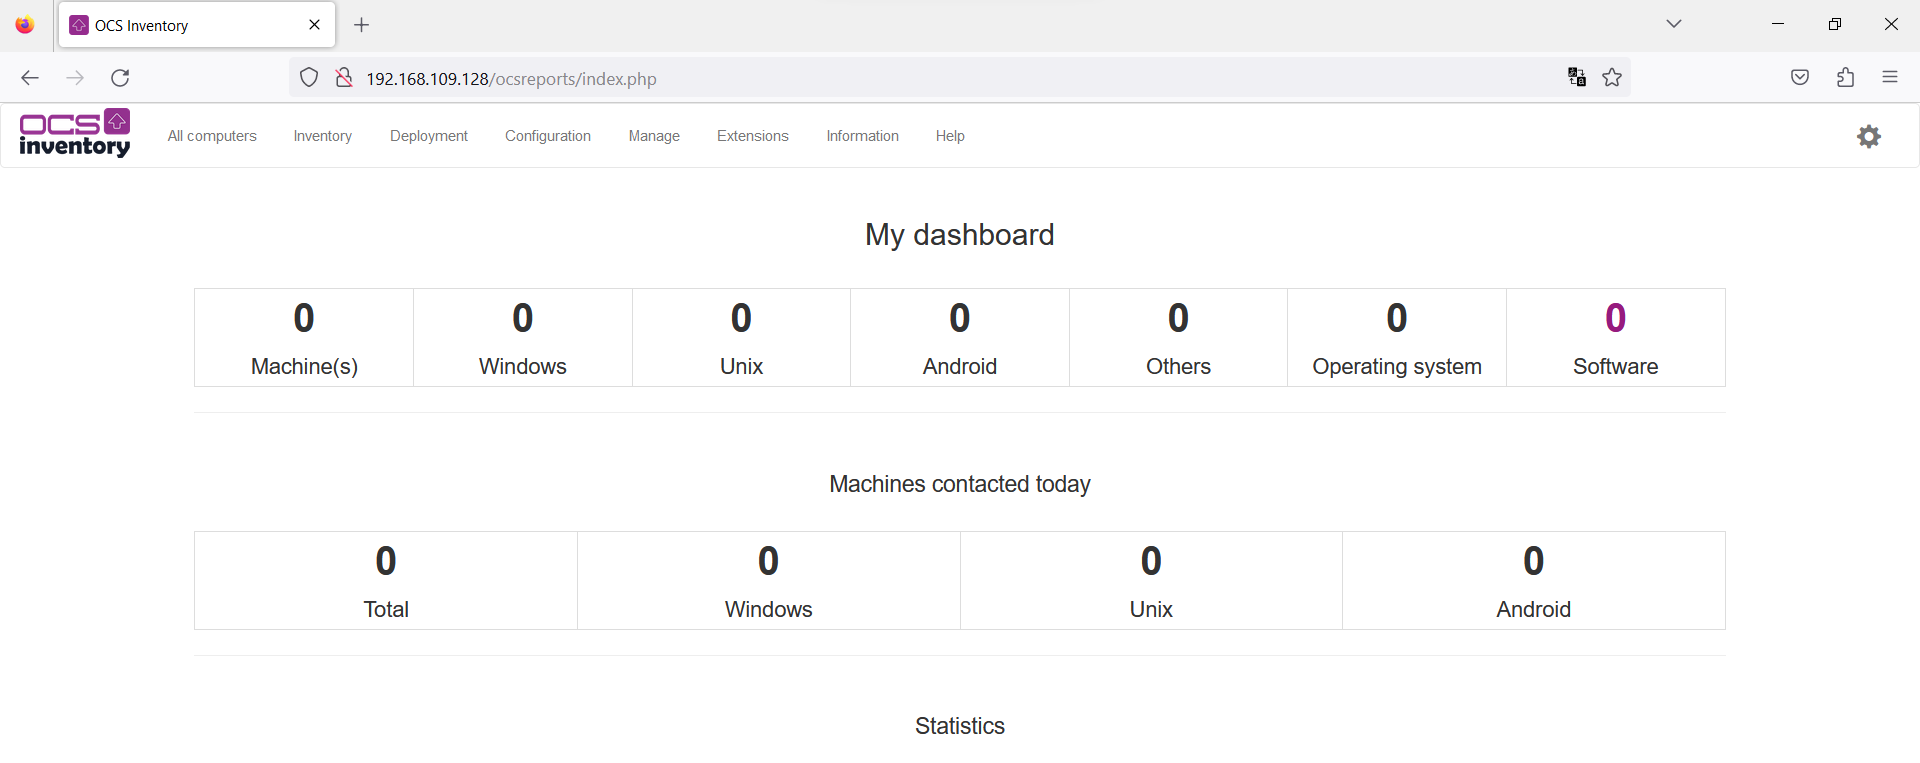 OCS Inventory
192.168.109.128/ocsreports/index.php
OCS inventory
All computers Inventory Deployment Configuration Manage Extensions Information Help
My dashboard
0 0 0 0 0 0 0
Machine(s) Windows Unix Android Others Operating system Software
Machines contacted today
0 0 0 0
Total Windows Unix Android
Statistics